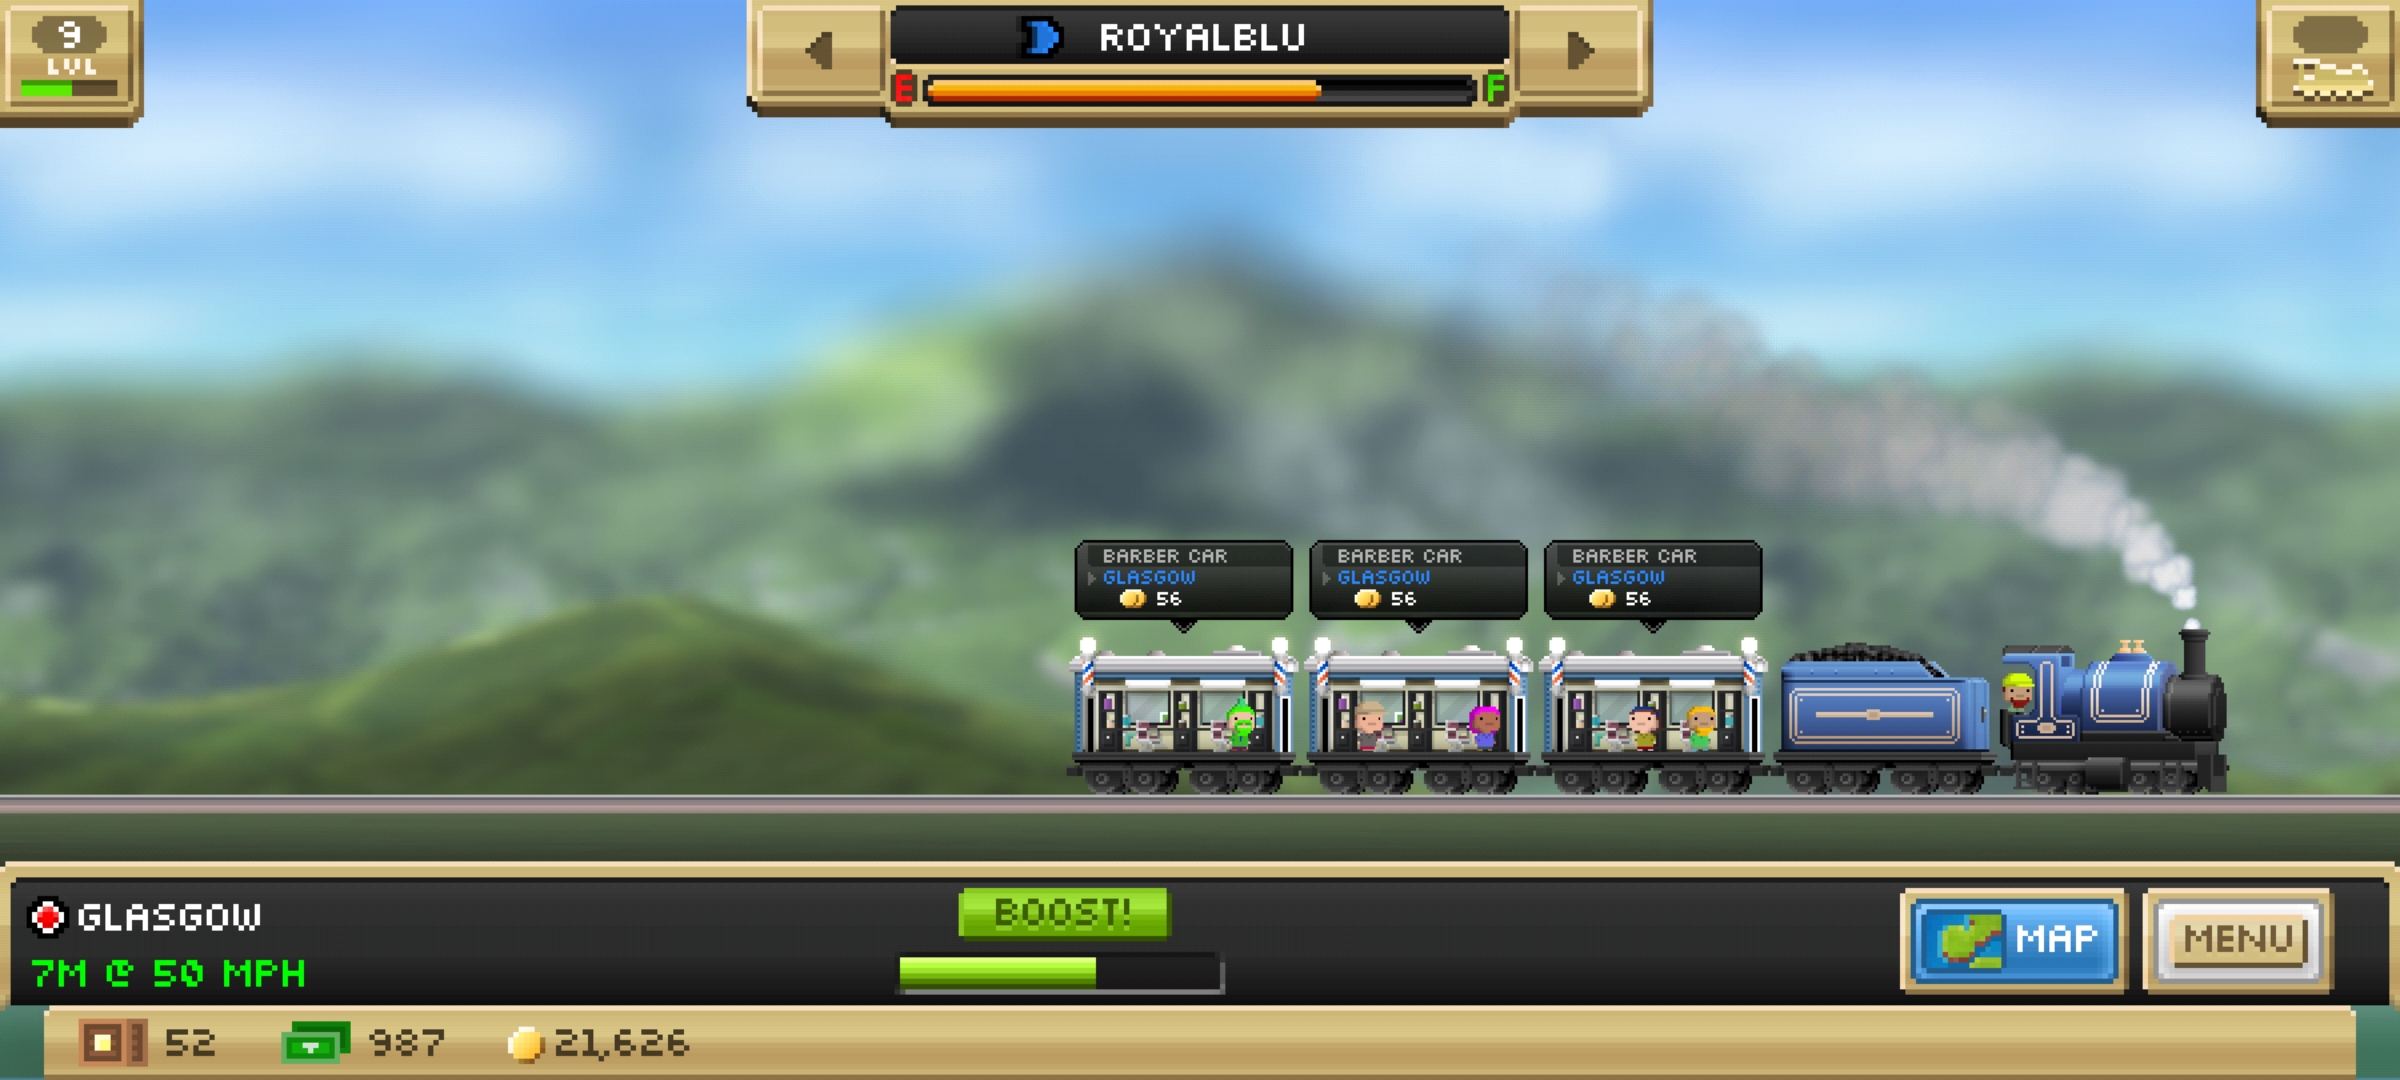 9
LVL
ROYALBLU
E F
BARBER CAR
GLASGOW
56
BARBER CAR
GLASGOW
56
BARBER CAR
GLASGOW
56
GLASGOW
7M @ 50 MPH
BOOST!
MAP
MENU
52
987
21,626